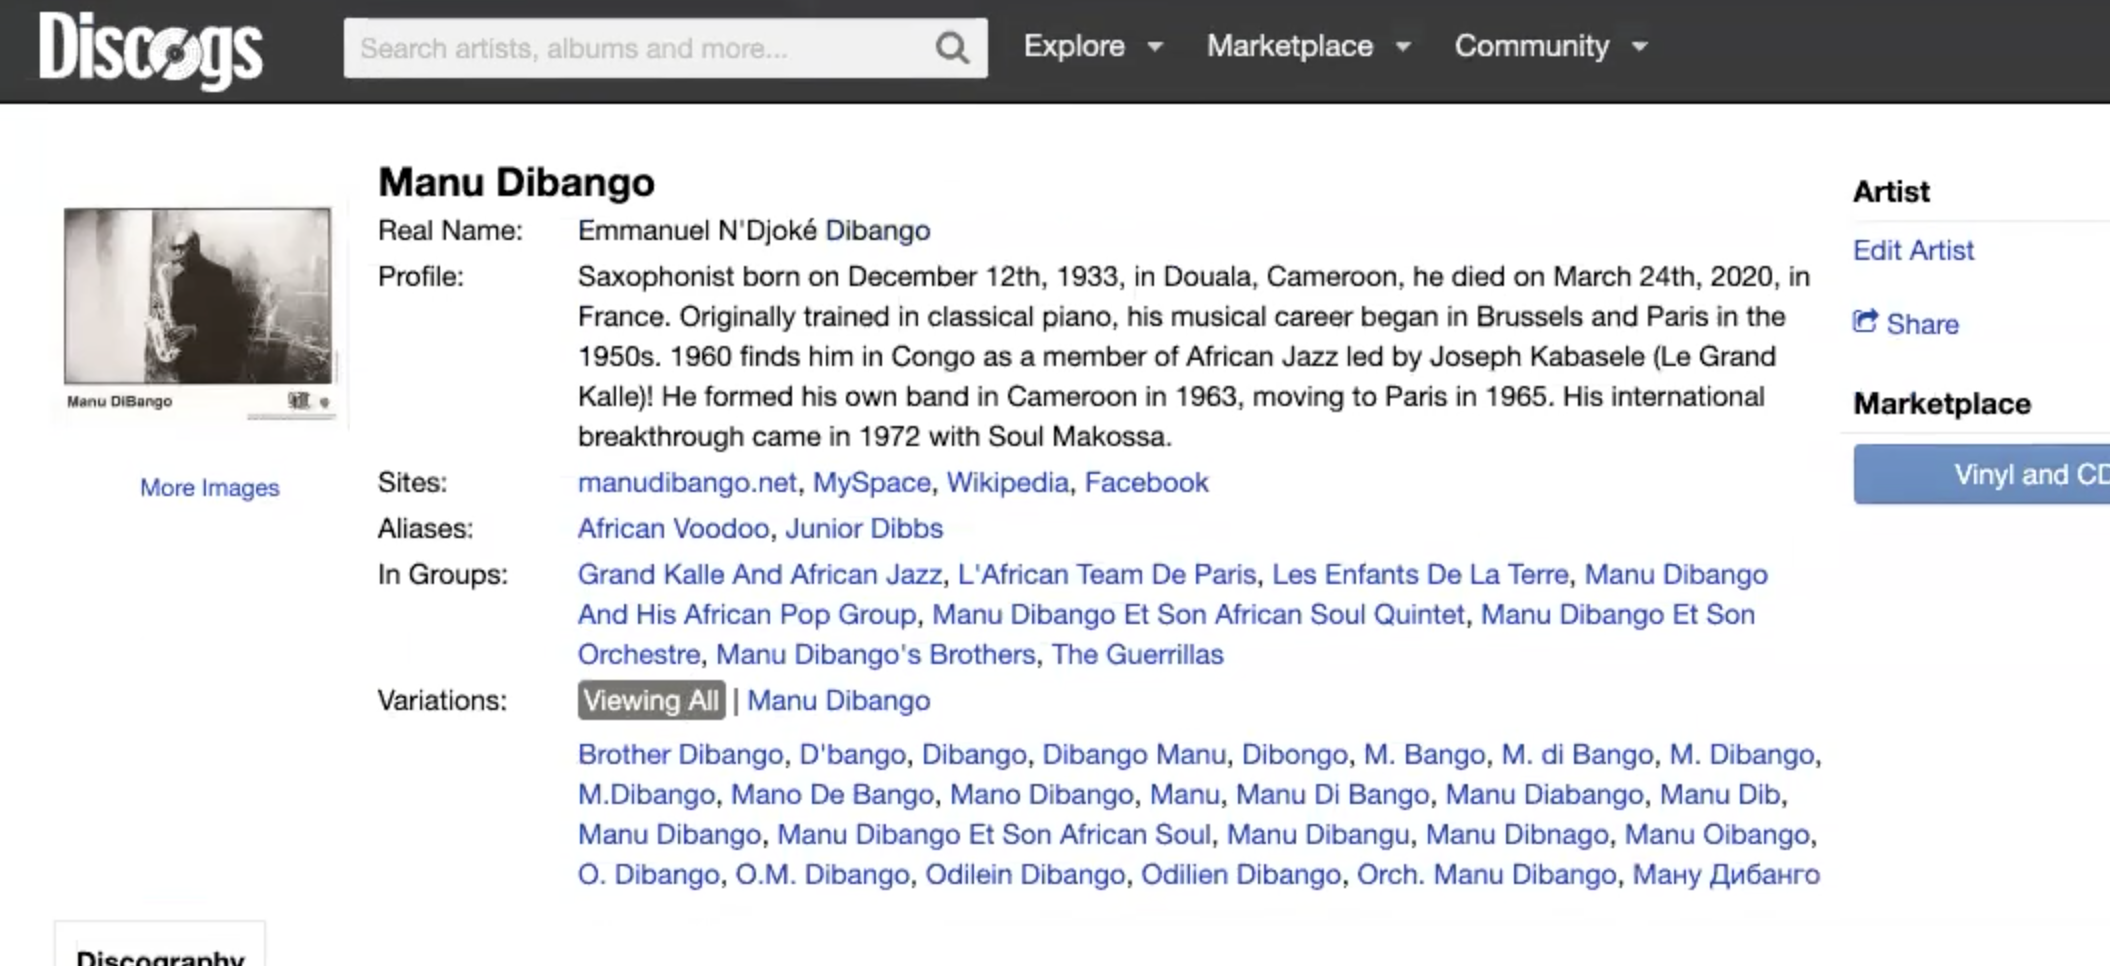 Discogs
Search artists, albums and more...
Explore
Marketplace
Community
Manu Dibango
Real Name: Emmanuel N'Djoké Dibango
Profile: Saxophonist born on December 12th, 1933, in Douala, Cameroon, he died on March 24th, 2020, in
France. Originally trained in classical piano, his musical career began in Brussels and Paris in the
1950s. 1960 finds him in Congo as a member of African Jazz led by Joseph Kabasele (Le Grand
Kalle)! He formed his own band in Cameroon in 1963, moving to Paris in 1965. His international
breakthrough came in 1972 with Soul Makossa.
Sites: manudibango.net, MySpace, Wikipedia, Facebook
Aliases: African Voodoo, Junior Dibbs
In Groups: Grand Kalle And African Jazz, L'African Team De Paris, Les Enfants De La Terre, Manu Dibango
And His African Pop Group, Manu Dibango Et Son African Soul Quintet, Manu Dibango Et Son
Orchestre, Manu Dibango's Brothers, The Guerrillas
Variations: Viewing All | Manu Dibango
Brother Dibango, D'bango, Dibango, Dibango Manu, Dibongo, M. Bango, M. di Bango, M. Dibango,
M.Dibango, Mano De Bango, Mano Dibango, Manu, Manu Di Bango, Manu Diabango, Manu Dib,
Manu Dibango, Manu Dibango Et Son African Soul, Manu Dibangu, Manu Dibnago, Manu Oibango,
O. Dibango, O.M. Dibango, Odilein Dibango, Odilien Dibango, Orch. Manu Dibango, Ману Дибанго
Manu DiBango
More Images
Artist
Edit Artist
Share
Marketplace
Vinyl and CD
Discography